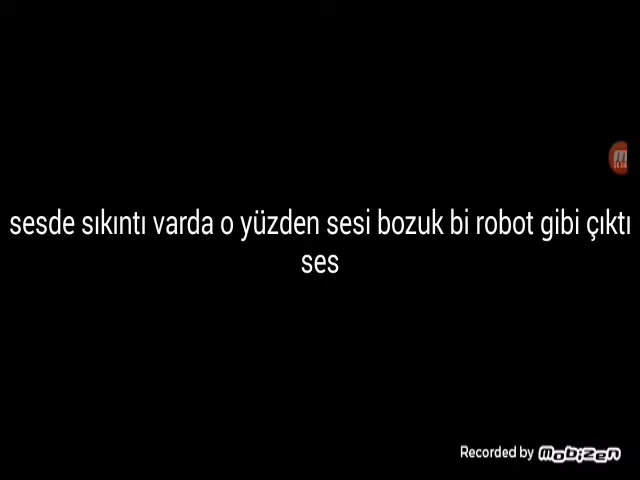 sesde sıkıntı varda o yüzden sesi bozuk bi robot gibi çıktı
ses
Recorded by Mobizen